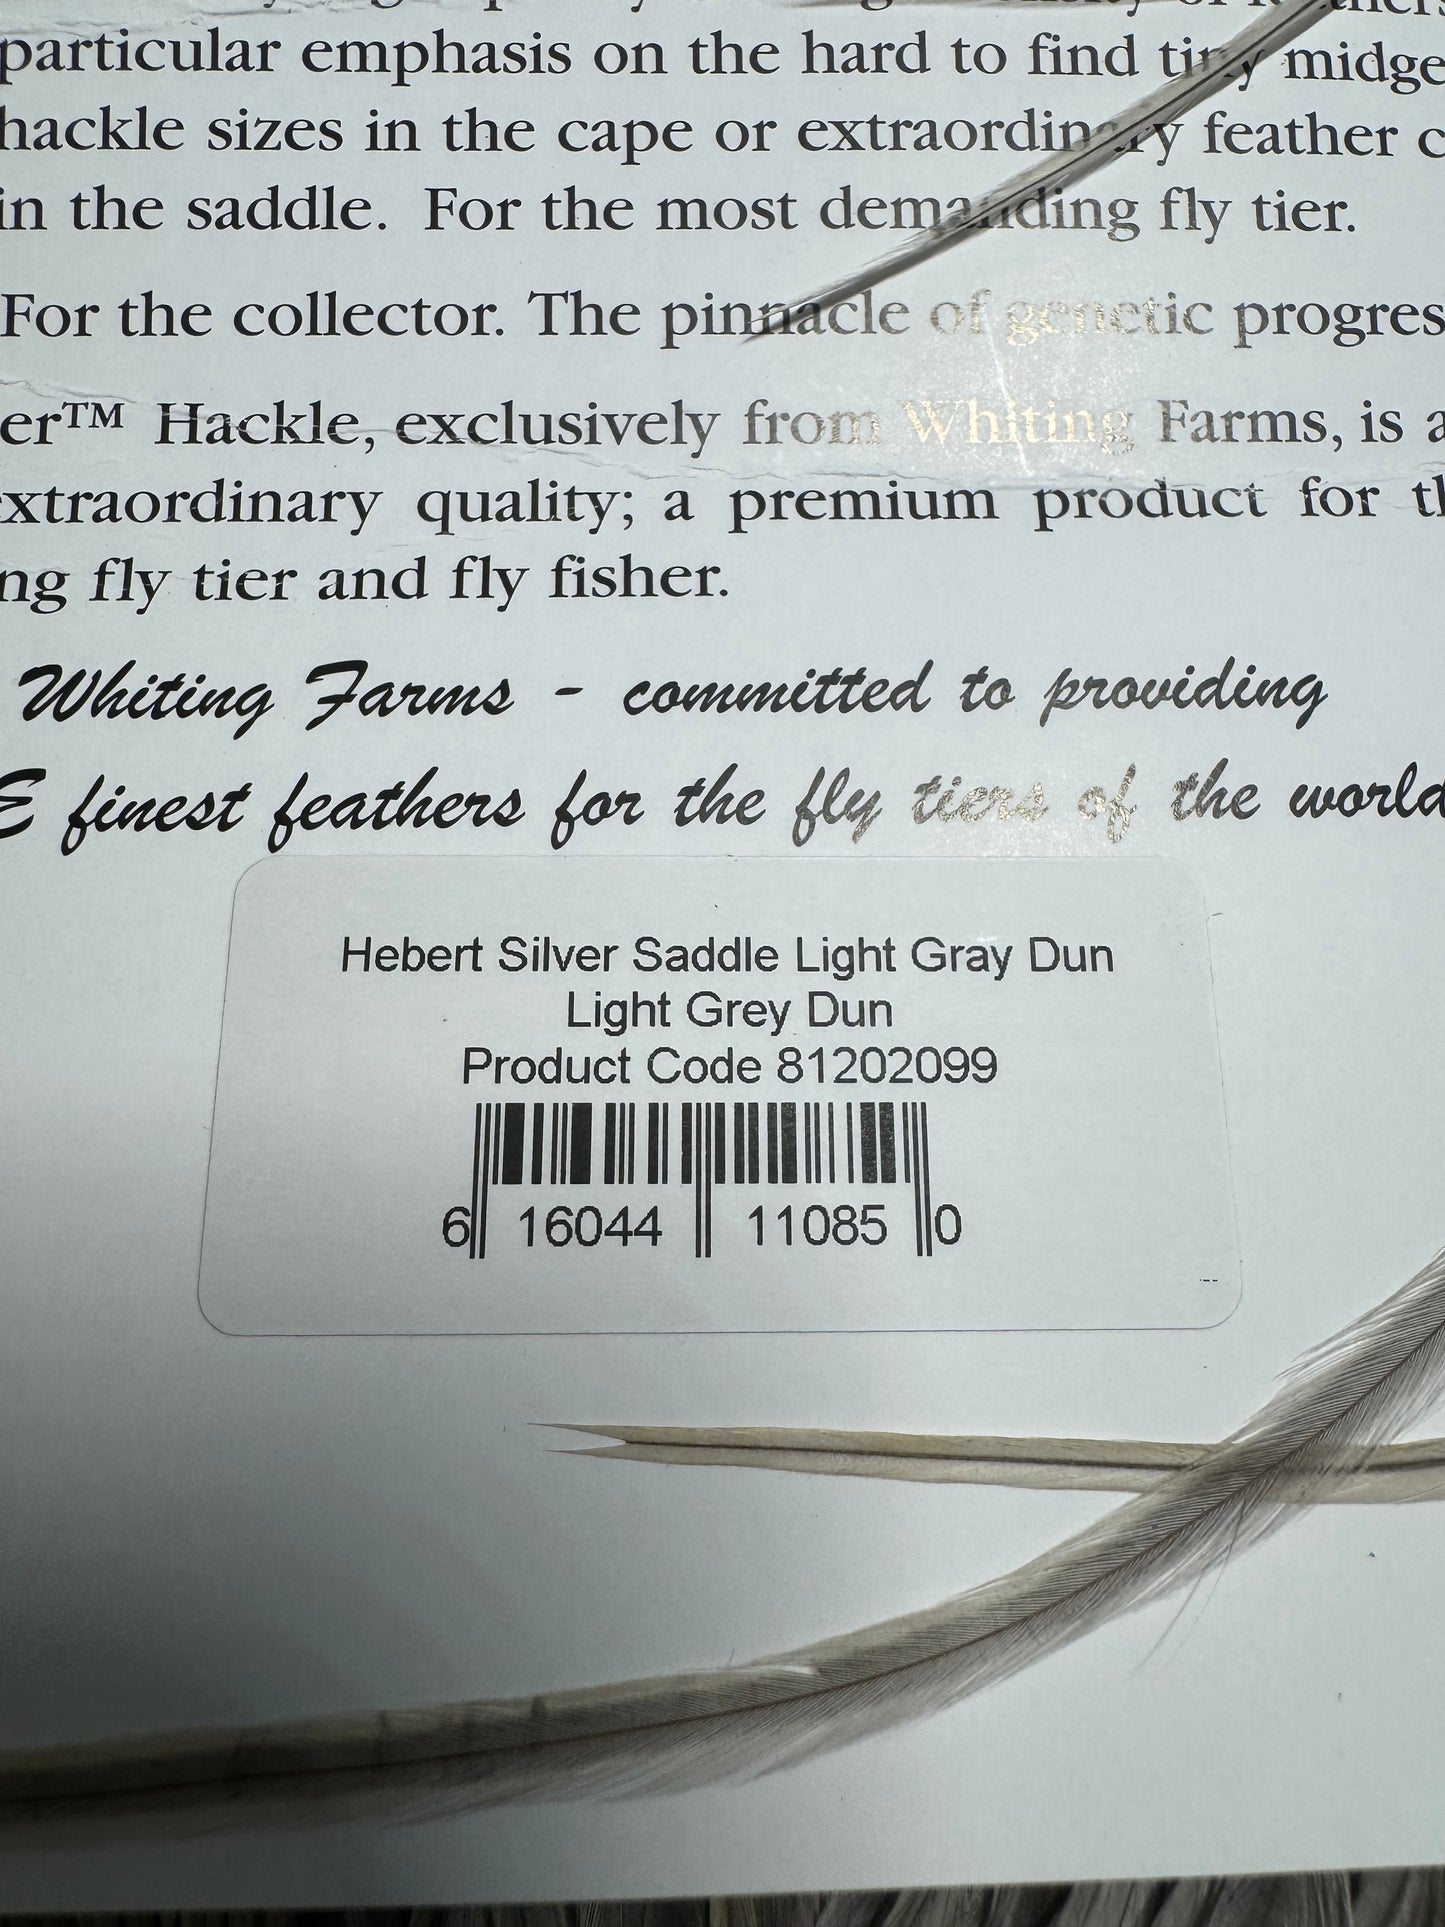 particular emphasis on the hard to find tiny midge
hackle sizes in the cape or extraordinary feather
in the saddle. For the most demanding fly tier.
For the collector. The pinnacle of genetic progres
er™ Hackle, exclusively from Whiting Farms, is a
extraordinary quality; a premium product for th
ng fly tier and fly fisher.
Whiting Farms - committed to providing
E finest feathers for the fly tiers of the world
Hebert Silver Saddle Light Gray Dun
Light Grey Dun
Product Code 81202099
6 16044 11085 0